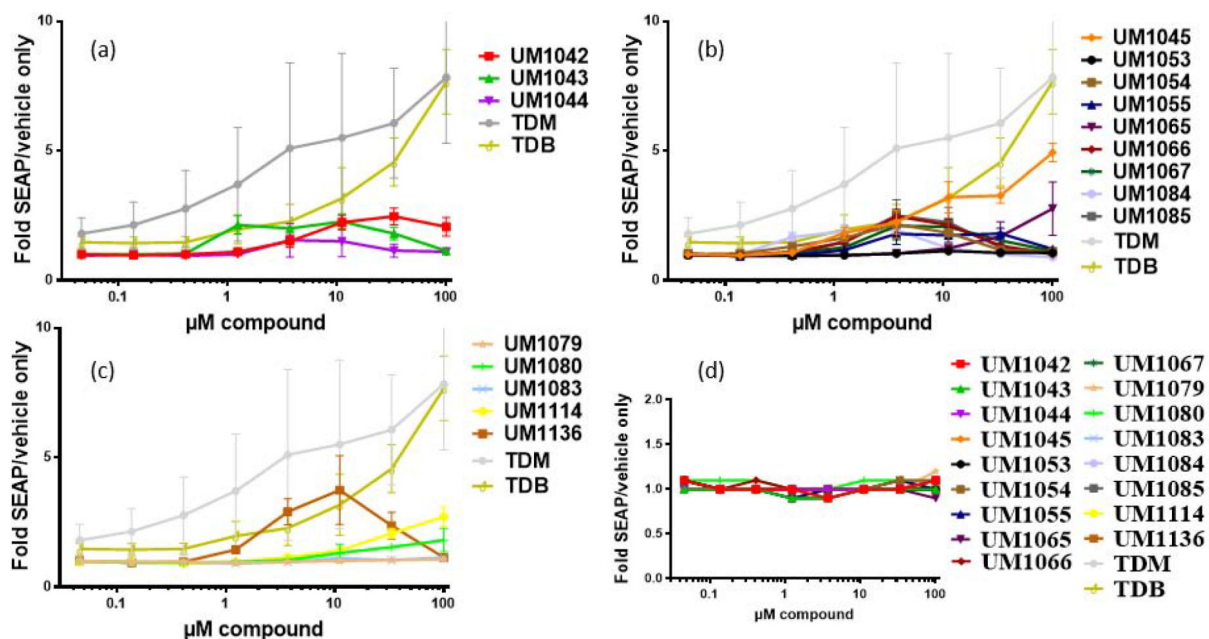 (a)
Fold SEAP/vehicle only
10
5
0
0.1 1 10 100
µM compound
UM1042
UM1043
UM1044
TDM
TDB
(b)
Fold SEAP/vehicle only
10
5
0
0.1 1 10 100
µM compound
UM1045
UM1053
UM1054
UM1055
UM1065
UM1066
UM1067
UM1084
UM1085
TDM
TDB
(c)
Fold SEAP/vehicle only
10
5
0
0.1 1 10 100
µM compound
UM1079
UM1080
UM1083
UM1114
UM1136
TDM
TDB
(d)
Fold SEAP/vehicle only
2.0
1.5
1.0
0.5
0.0
0.1 1 10 100
µM compound
UM1042
UM1043
UM1044
UM1045
UM1053
UM1054
UM1055
UM1065
UM1066
UM1067
UM1079
UM1080
UM1083
UM1084
UM1085
UM1114
UM1136
TDM
TDB